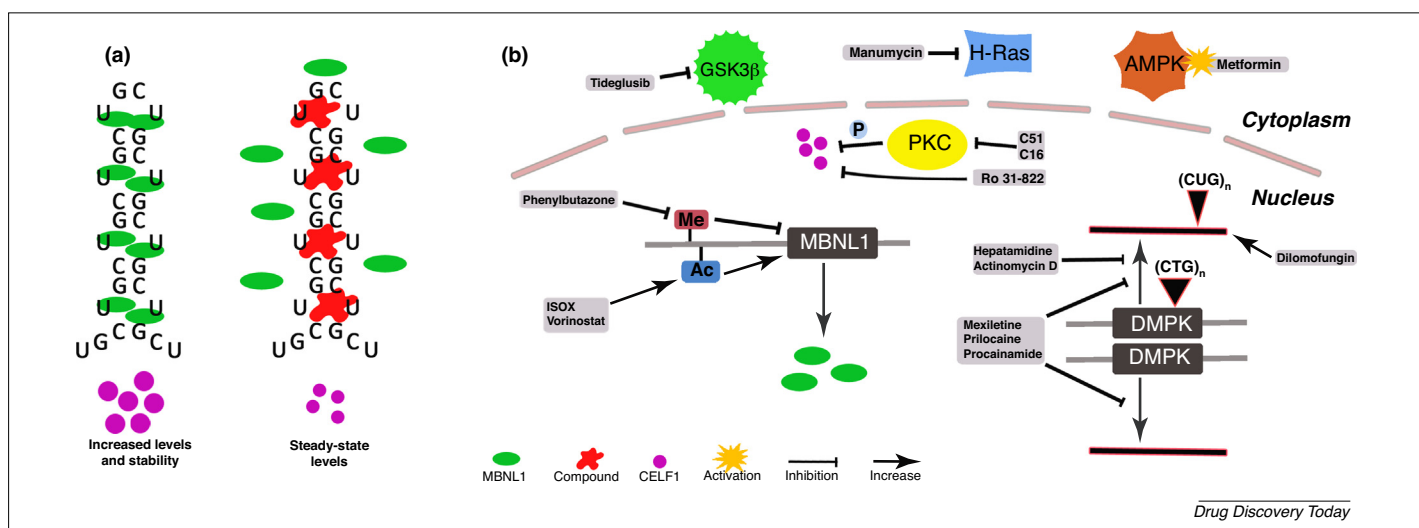 (a)
G C
U U
C G
G C
U U
C G
G C
U U
C G
G C
U U
U G C G C U
Increased levels
and stability
G C
U U
C G
G C
U U
C G
G C
U U
C G
G C
U U
U G C G C U
Steady-state
levels
(b)
Tideglusib
GSK3β
Manumycin
H-Ras
AMPK
Metformin
Cytoplasm
P
PKC
C51
C16
Ro 31-822
Nucleus
Phenylbutazone
Me
MBNL1
Ac
ISOX
Vorinostat
(CUG)n
Hepatamidine
Actinomycin D
Dilomofungin
(CTG)n
DMPK
Mexiletine
Prilocaine
Procainamide
DMPK
MBNL1
Compound
CELF1
Activation
Inhibition
Increase
Drug Discovery Today